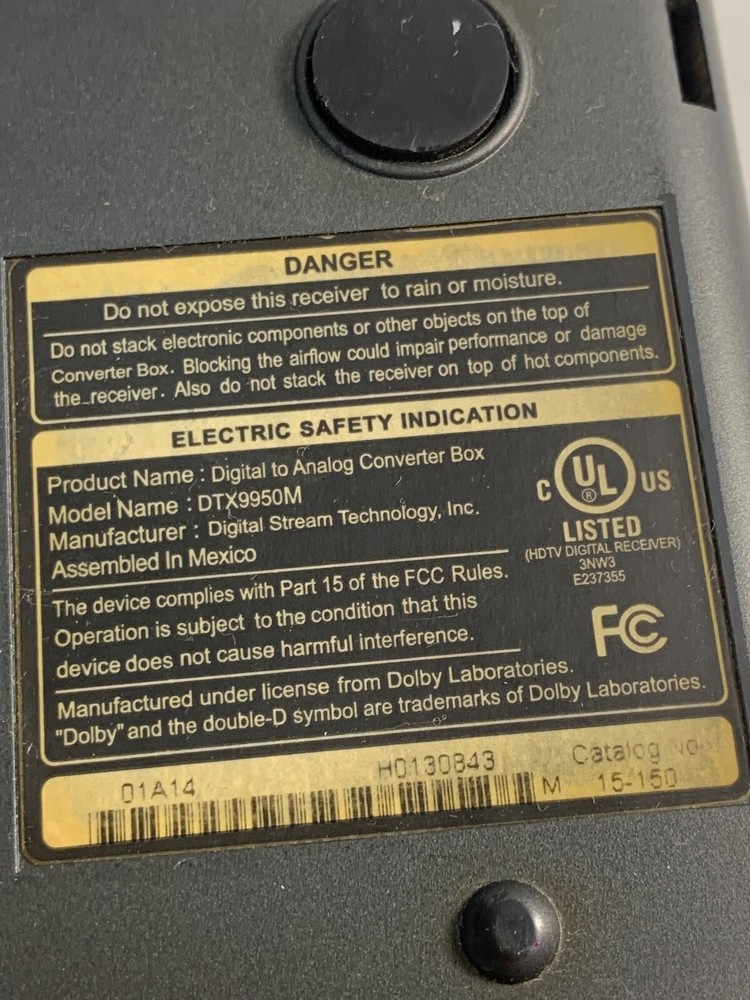 DANGER
Do not expose this receiver to rain or moisture.
Do not stack electronic components or other objects on the top of
Converter Box. Blocking the airflow could impair performance or damage
the receiver. Also do not stack the receiver on top of hot components.
ELECTRIC SAFETY INDICATION
Product Name : Digital to Analog Converter Box
Model Name : DTX9950M
Manufacturer : Digital Stream Technology, Inc.
Assembled In Mexico
C UL ® US
LISTED
(HDTV DIGITAL RECEIVER)
3NW3
E237355
The device complies with Part 15 of the FCC Rules.
Operation is subject to the condition that this
device does not cause harmful interference.
FC
Manufactured under license from Dolby Laboratories.
"Dolby" and the double-D symbol are trademarks of Dolby Laboratories.
01A14 H0130843 Catalog No
M 15-150